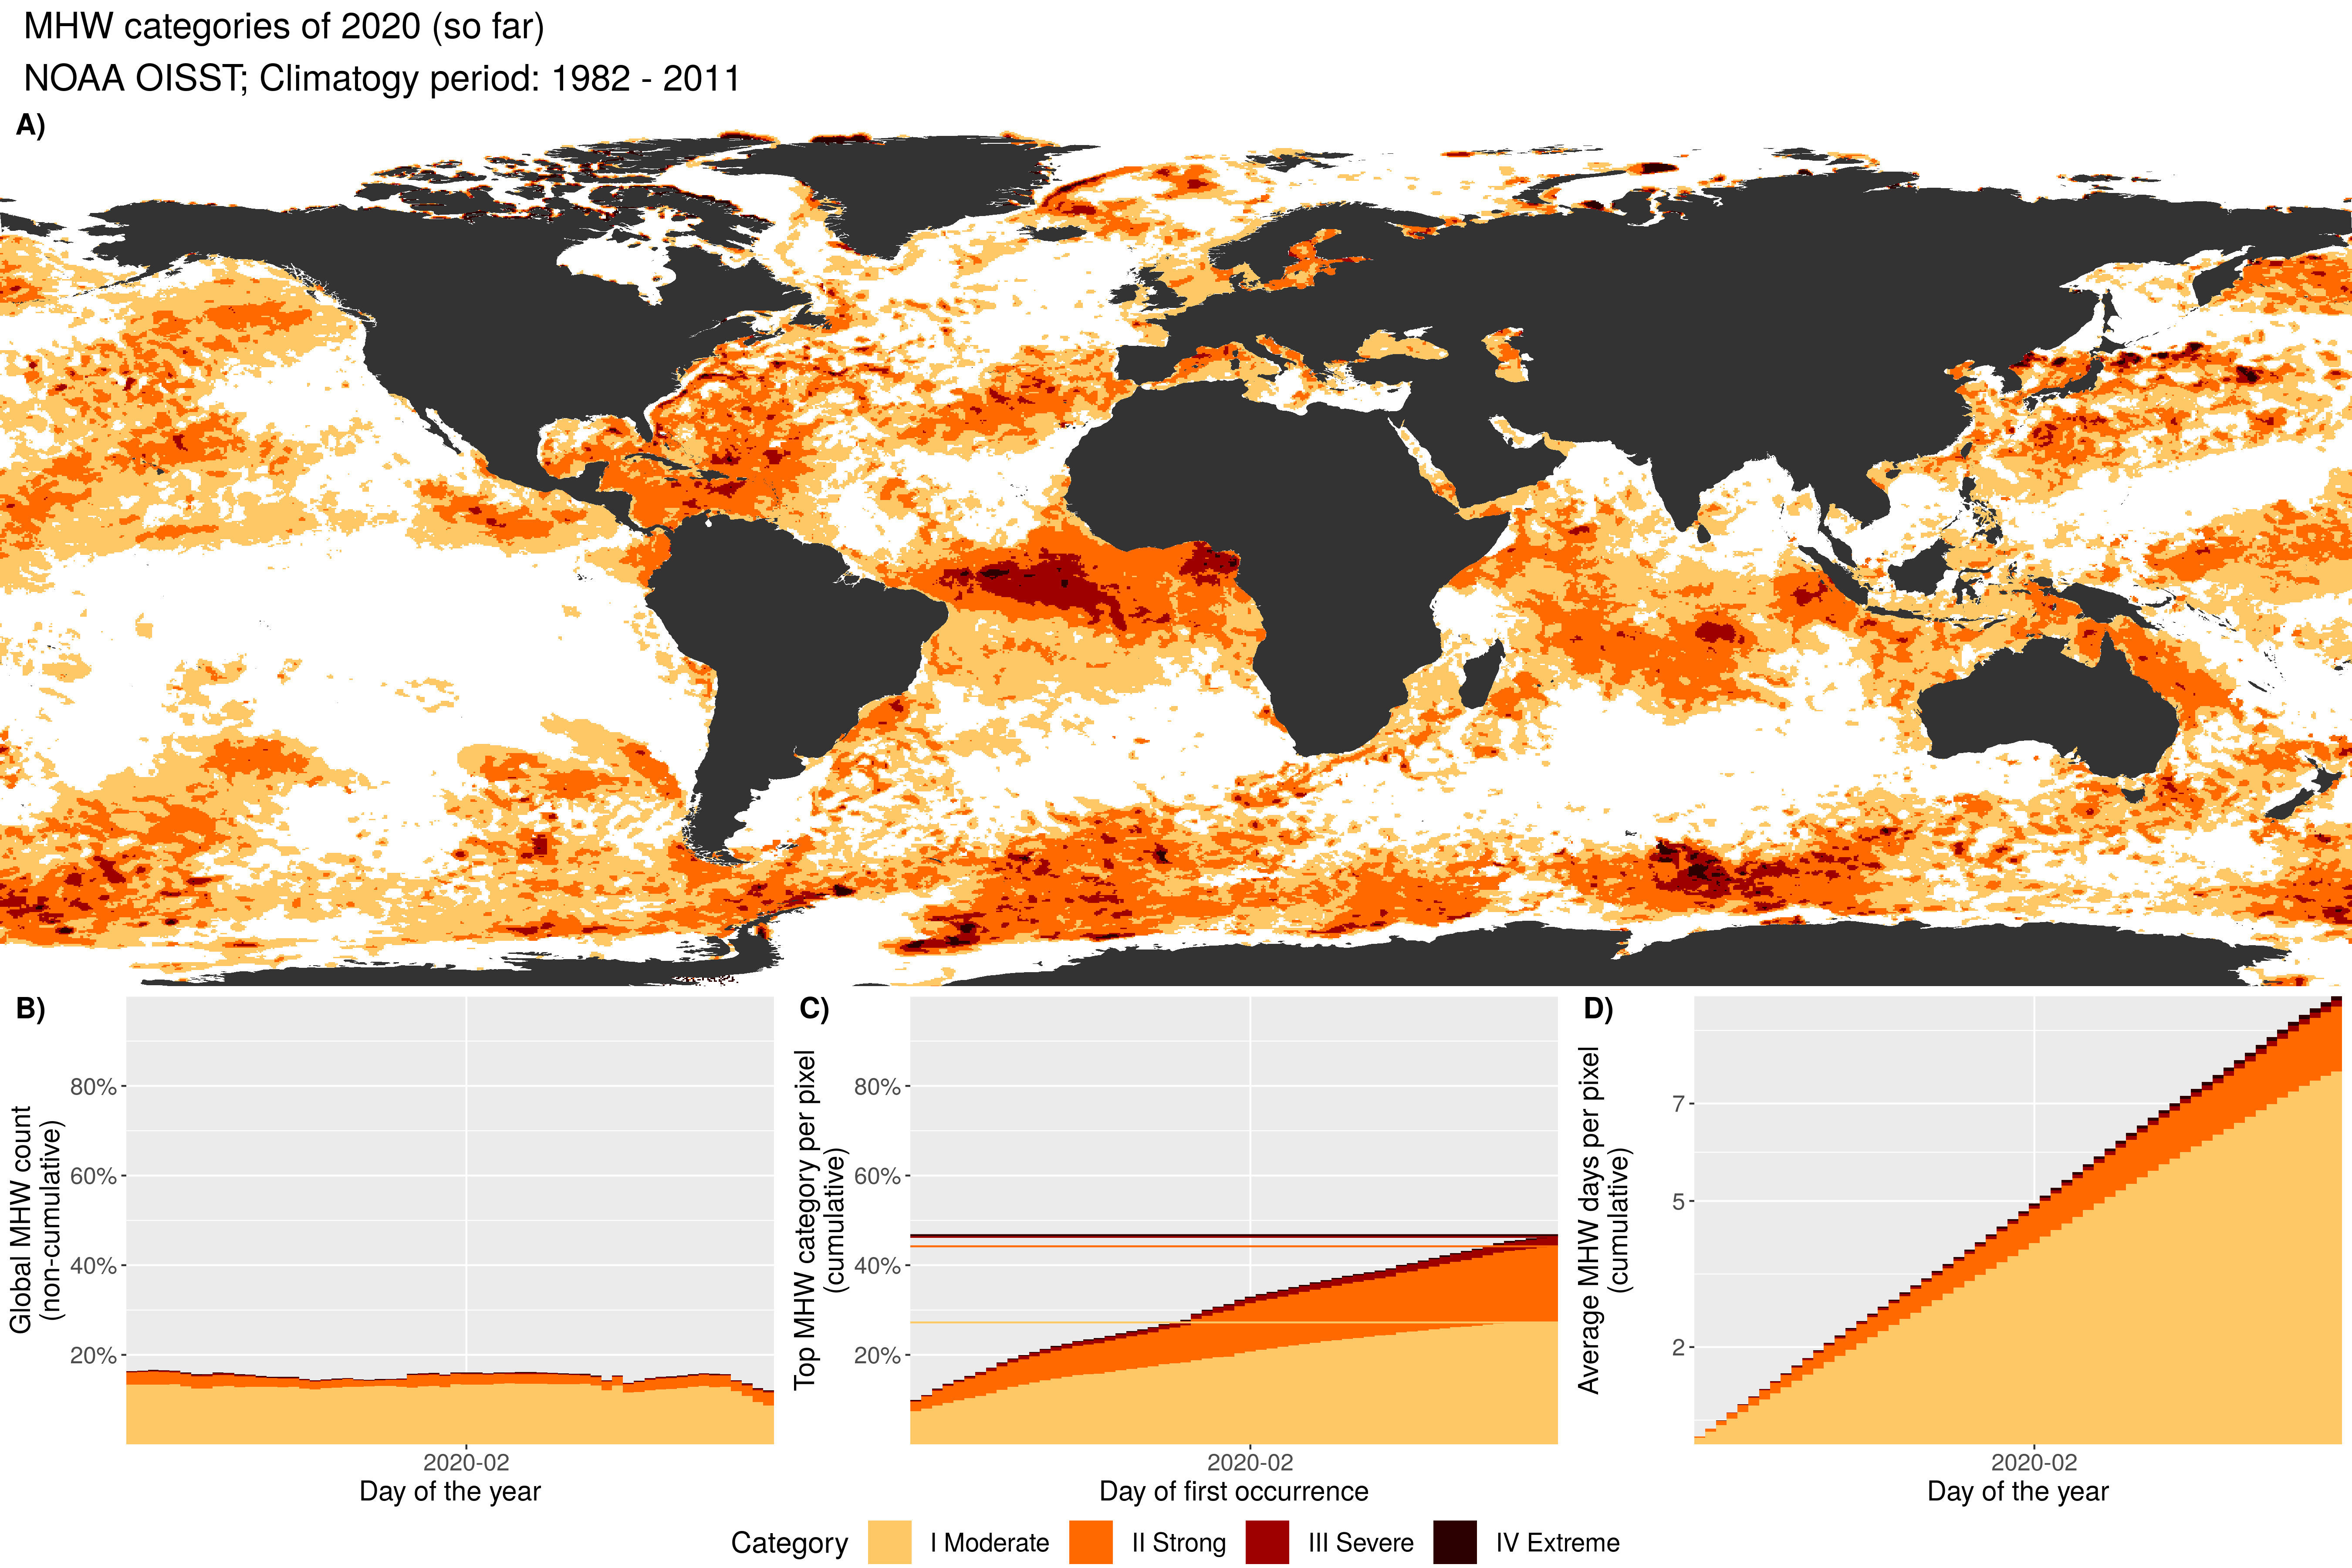 MHW categories of 2020 (so far)
NOAA OISST; Climatogy period: 1982 - 2011
A)
B)
Global MHW count
(non-cumulative)
80%
60%
40%
20%
2020-02
Day of the year
C)
Top MHW category per pixel
(cumulative)
80%
60%
40%
20%
2020-02
Day of first occurrence
D)
Average MHW days per pixel
(cumulative)
7
5
2
2020-02
Day of the year
Category I Moderate II Strong III Severe IV Extreme